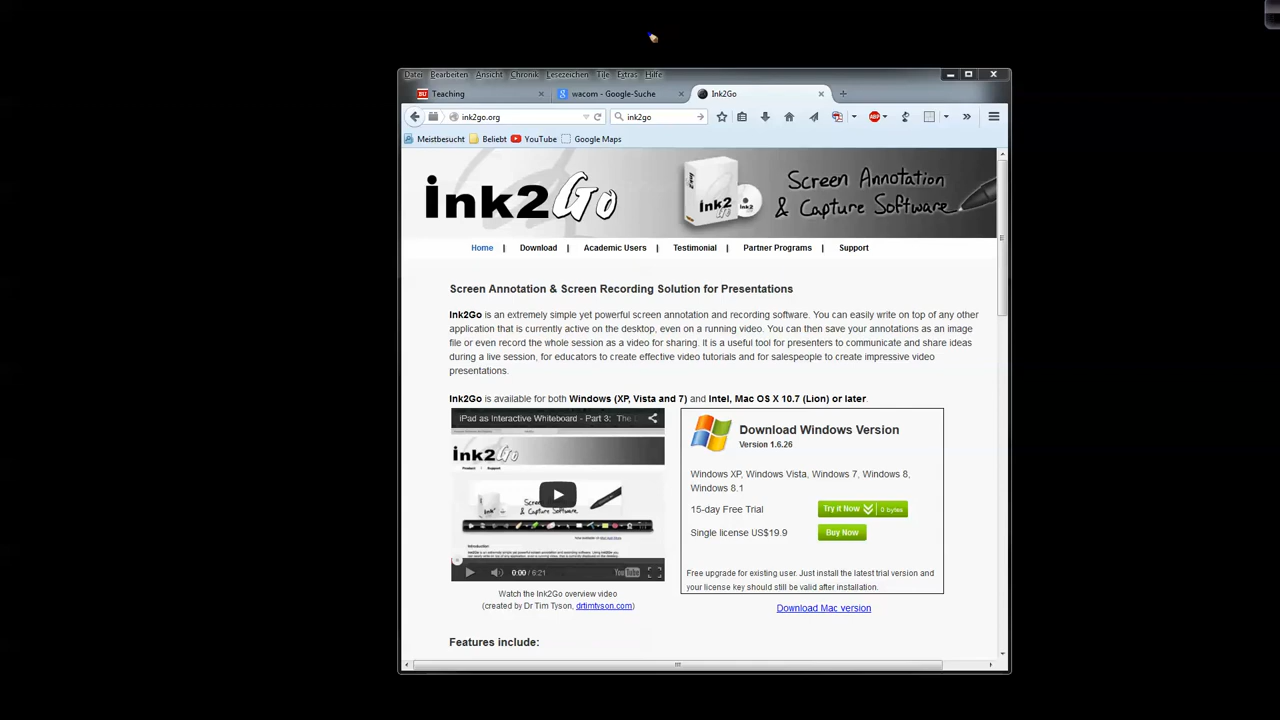 Datei Bearbeiten Ansicht Chronik Lesezeichen Extras Hilfe
BU Teaching wacom - Google-Suche Ink2Go
ink2go.org ink2go ABP
Meistbesucht Beliebt YouTube Google Maps
ink2Go Screen Annotation
& Capture Software
Home | Download | Academic Users | Testimonial | Partner Programs | Support
Screen Annotation & Screen Recording Solution for Presentations
Ink2Go is an extremely simple yet powerful screen annotation and recording software. You can easily write on top of any other
application that is currently active on the desktop, even on a running video. You can then save your annotations as an image
file or even record the whole session as a video for sharing. It is a useful tool for presenters to communicate and share ideas
during a live session, for educators to create effective video tutorials and for salespeople to create impressive video
presentations.
Ink2Go is available for both Windows (XP, Vista and 7) and Intel, Mac OS X 10.7 (Lion) or later.
iPad as Interactive Whiteboard - Part 3: The
ink2Go
0:00 / 6:21 YouTube
Watch the Ink2Go overview video
(created by Dr Tim Tyson, drtimtyson.com)
Download Windows Version
Version 1.6.26
Windows XP, Windows Vista, Windows 7, Windows 8,
Windows 8.1
15-day Free Trial Try it Now 0 bytes
Single license US$19.9 Buy Now
Free upgrade for existing user. Just install the latest trial version and
your license key should still be valid after installation.
Download Mac version
Features include: